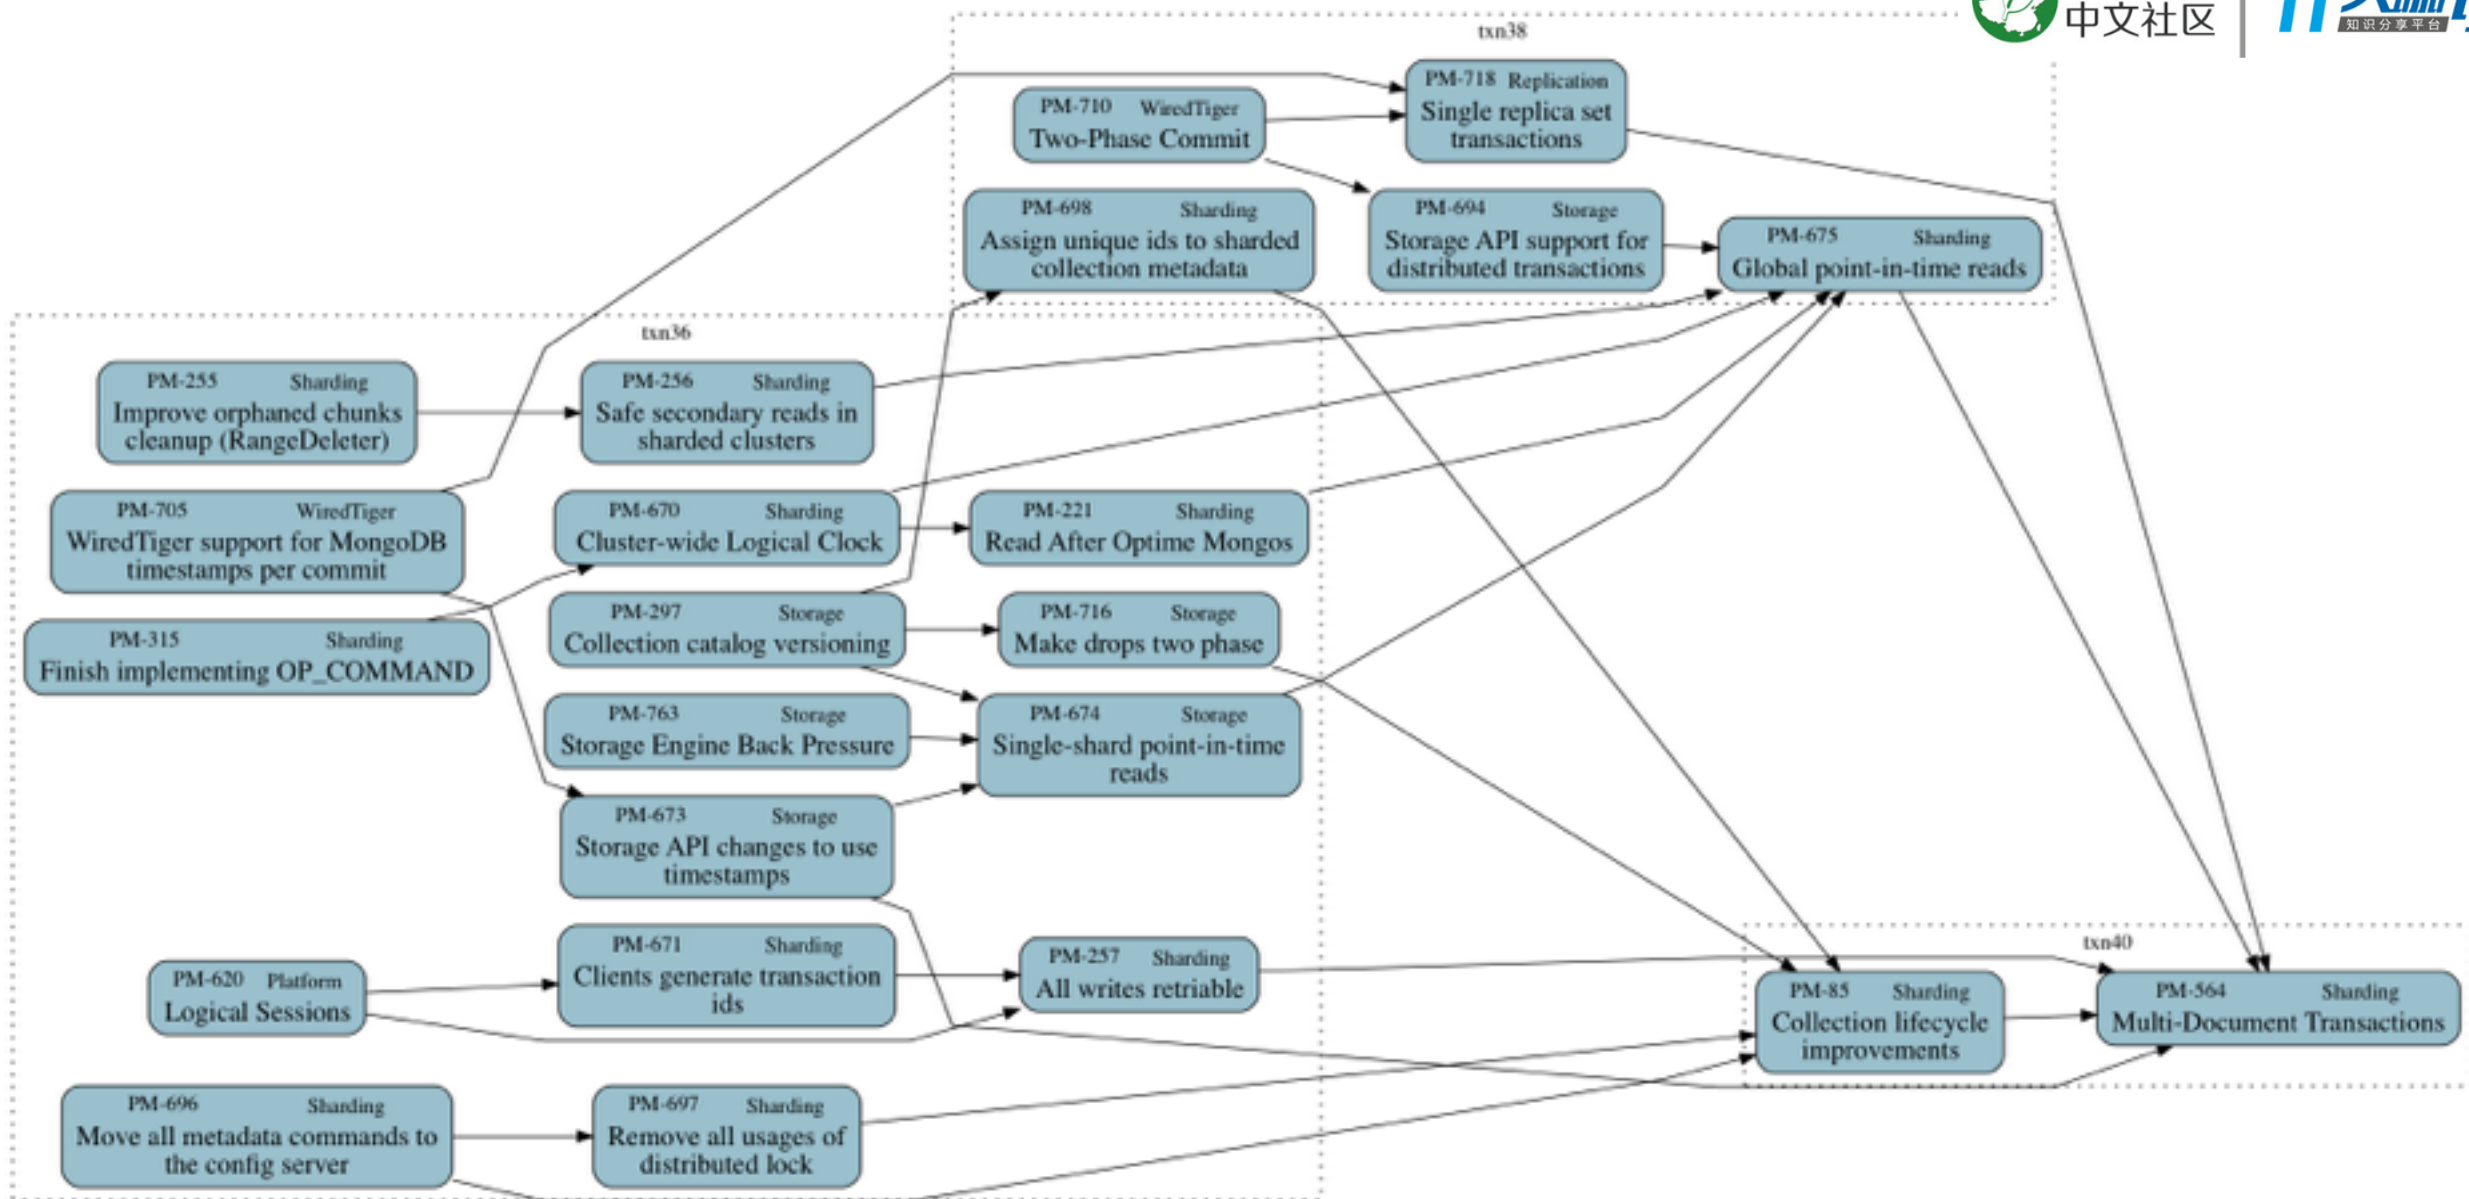 中文社区
知识分享平台
txn38
PM-718 Replication
Single replica set
transactions
PM-710 WiredTiger
Two-Phase Commit
PM-698 Sharding
Assign unique ids to sharded
collection metadata
PM-694 Storage
Storage API support for
distributed transactions
PM-675 Sharding
Global point-in-time reads
txn36
PM-255 Sharding
Improve orphaned chunks
cleanup (RangeDeleter)
PM-256 Sharding
Safe secondary reads in
sharded clusters
PM-705 WiredTiger
WiredTiger support for MongoDB
timestamps per commit
PM-670 Sharding
Cluster-wide Logical Clock
PM-221 Sharding
Read After Optime Mongos
PM-315 Sharding
Finish implementing OP_COMMAND
PM-297 Storage
Collection catalog versioning
PM-716 Storage
Make drops two phase
PM-763 Storage
Storage Engine Back Pressure
PM-674 Storage
Single-shard point-in-time
reads
PM-673 Storage
Storage API changes to use
timestamps
PM-620 Platform
Logical Sessions
PM-671 Sharding
Clients generate transaction
ids
PM-257 Sharding
All writes retriable
txn40
PM-85 Sharding
Collection lifecycle
improvements
PM-564 Sharding
Multi-Document Transactions
PM-696 Sharding
Move all metadata commands to
the config server
PM-697 Sharding
Remove all usages of
distributed lock